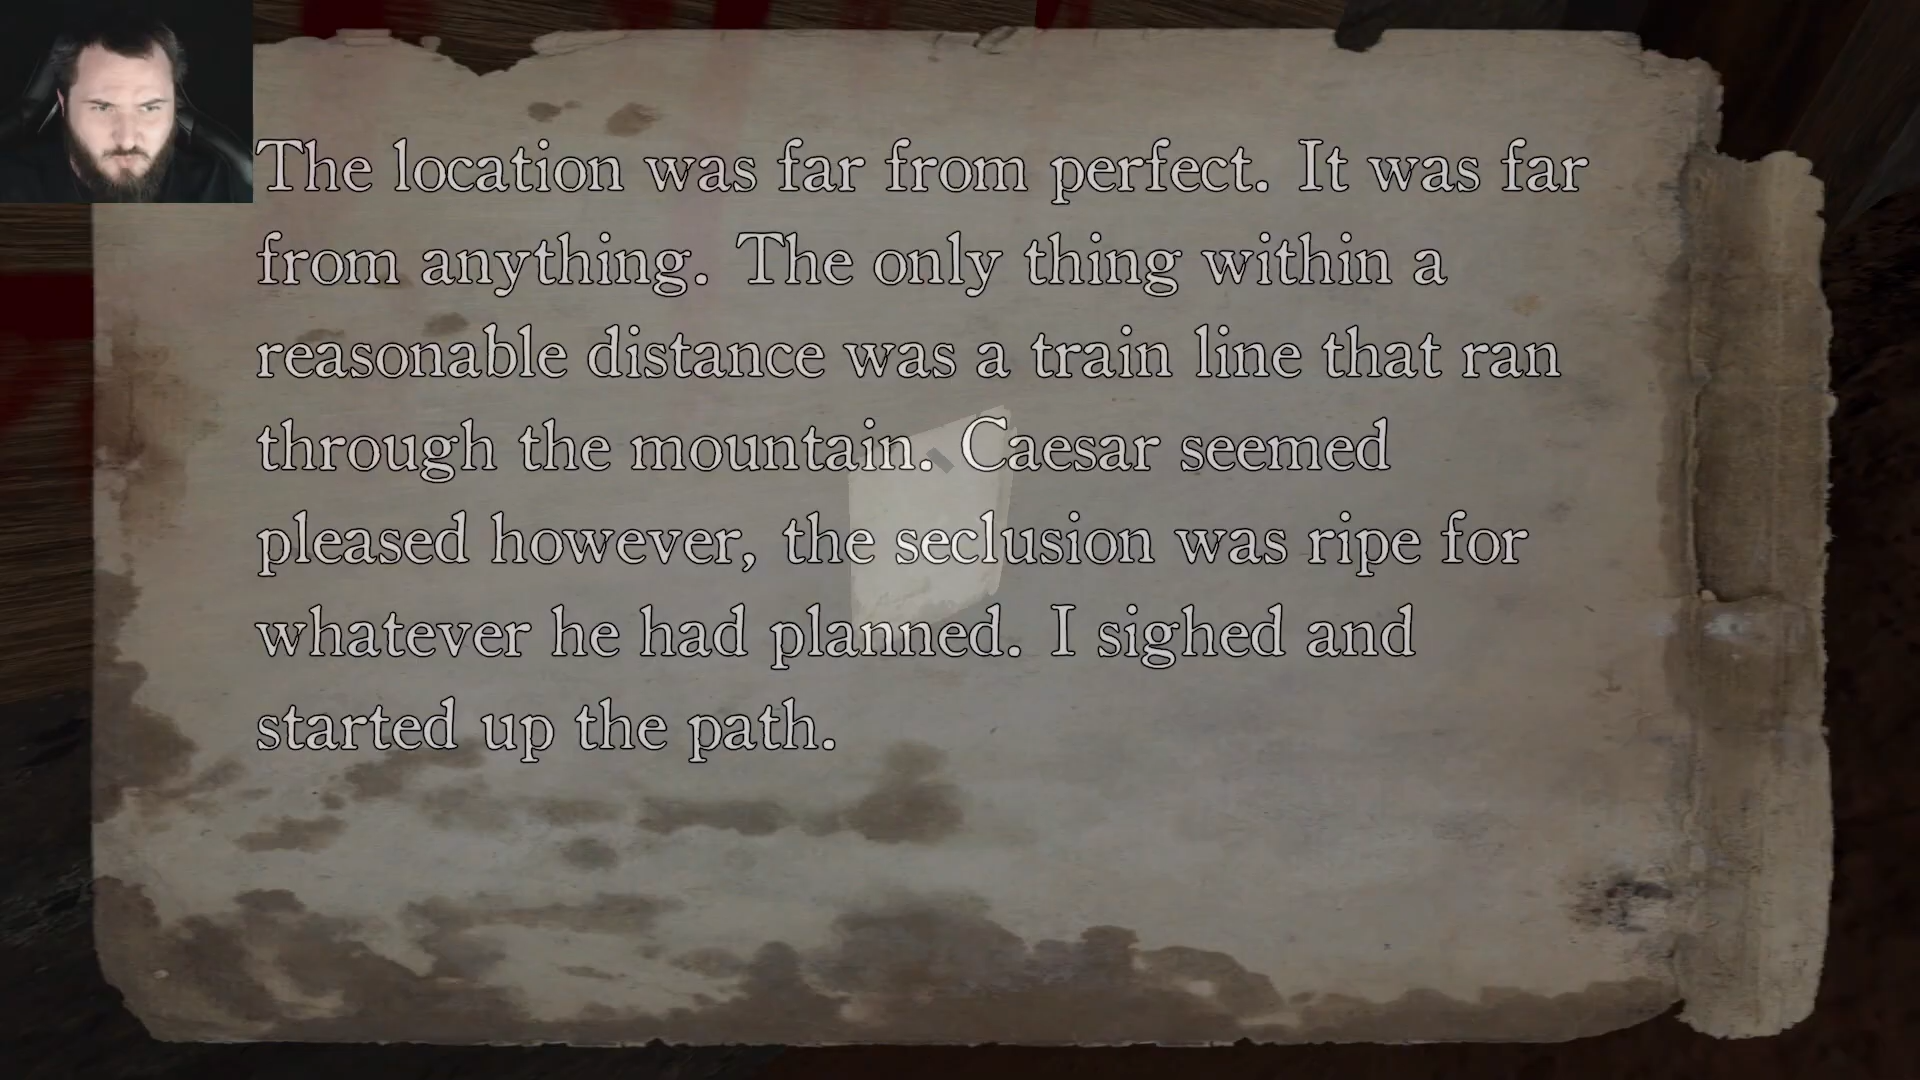 The location was far from perfect. It was far
from anything. The only thing within a
reasonable distance was a train line that ran
through the mountain. Caesar seemed
pleased however, the seclusion was ripe for
whatever he had planned. I sighed and
started up the path.